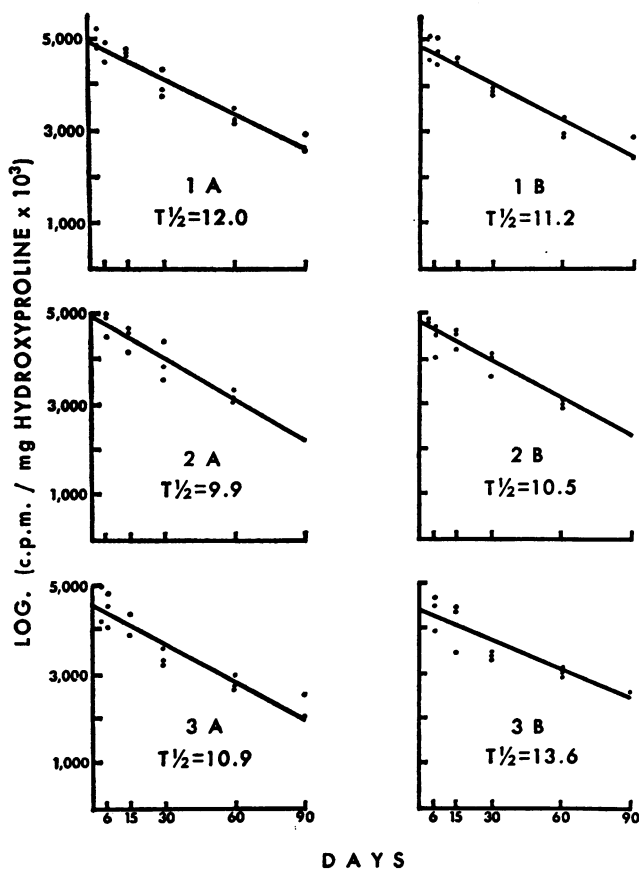 LOG. (c.p.m. / mg HYDROXYPROLINE x 10³)
5,000
3,000
1,000
1 A
T½=12.0
1 B
T½=11.2
5,000
3,000
1,000
2 A
T½=9.9
2 B
T½=10.5
5,000
3,000
1,000
3 A
T½=10.9
6 15 30 60 90
3 B
T½=13.6
6 15 30 60 90
DAYS